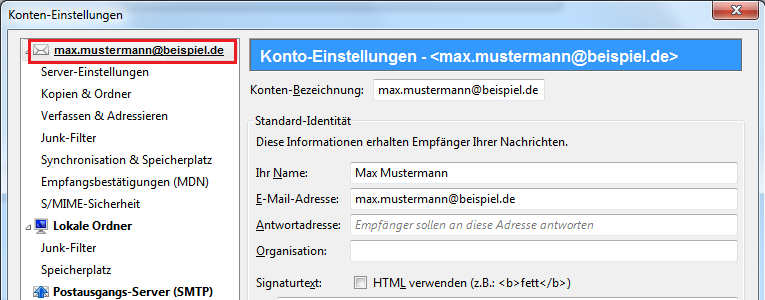 Konten-Einstellungen
max.mustermann@beispiel.de
Server-Einstellungen
Kopien & Ordner
Verfassen & Adressieren
Junk-Filter
Synchronisation & Speicherplatz
Empfangsbestätigungen (MDN)
S/MIME-Sicherheit
Lokale Ordner
Junk-Filter
Speicherplatz
Postausgangs-Server (SMTP)
Konto-Einstellungen - <max.mustermann@beispiel.de>
Konten-Bezeichnung: max.mustermann@beispiel.de
Standard-Identität
Diese Informationen erhalten Empfänger Ihrer Nachrichten.
Ihr Name: Max Mustermann
E-Mail-Adresse: max.mustermann@beispiel.de
Antwortadresse: Empfänger sollen an diese Adresse antworten
Organisation:
Signaturtext: HTML verwenden (z.B.: <b>fett</b>)